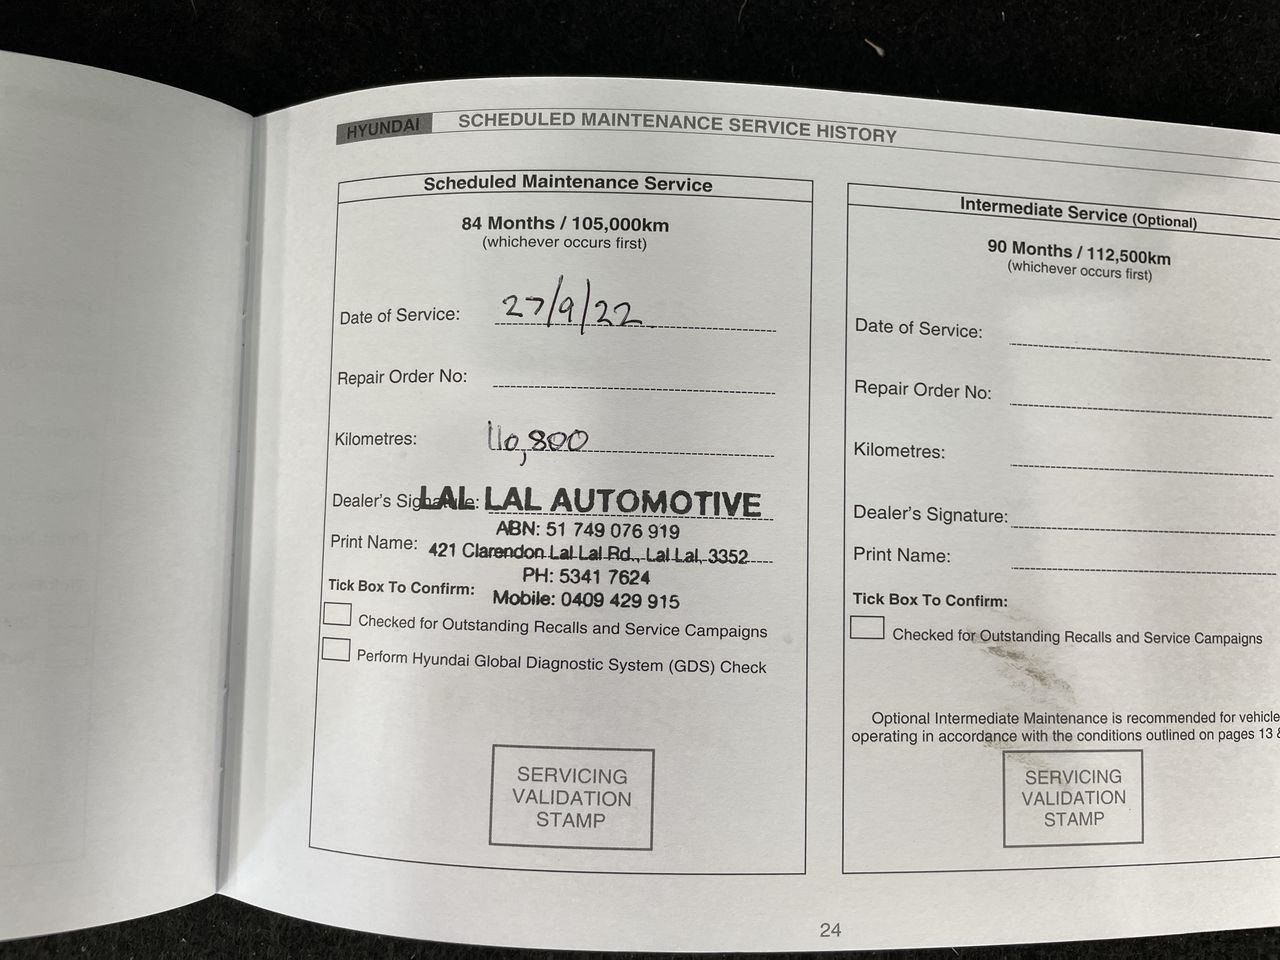 HYUNDAI SCHEDULED MAINTENANCE SERVICE HISTORY
Scheduled Maintenance Service
84 Months / 105,000km
(whichever occurs first)
Date of Service: 27/9/22
Repair Order No:
Kilometres: 110,800
Dealer's Signature: LAL LAL AUTOMOTIVE
ABN: 51 749 076 919
Print Name: 421 Clarendon Lal Lal Rd., Lal Lal, 3352
PH: 5341 7624
Tick Box To Confirm: Mobile: 0409 429 915
Checked for Outstanding Recalls and Service Campaigns
Perform Hyundai Global Diagnostic System (GDS) Check
SERVICING
VALIDATION
STAMP
Intermediate Service (Optional)
90 Months / 112,500km
(whichever occurs first)
Date of Service:
Repair Order No:
Kilometres:
Dealer's Signature:
Print Name:
Tick Box To Confirm:
Checked for Outstanding Recalls and Service Campaigns
Optional Intermediate Maintenance is recommended for vehicle
operating in accordance with the conditions outlined on pages 13 &
SERVICING
VALIDATION
STAMP
24